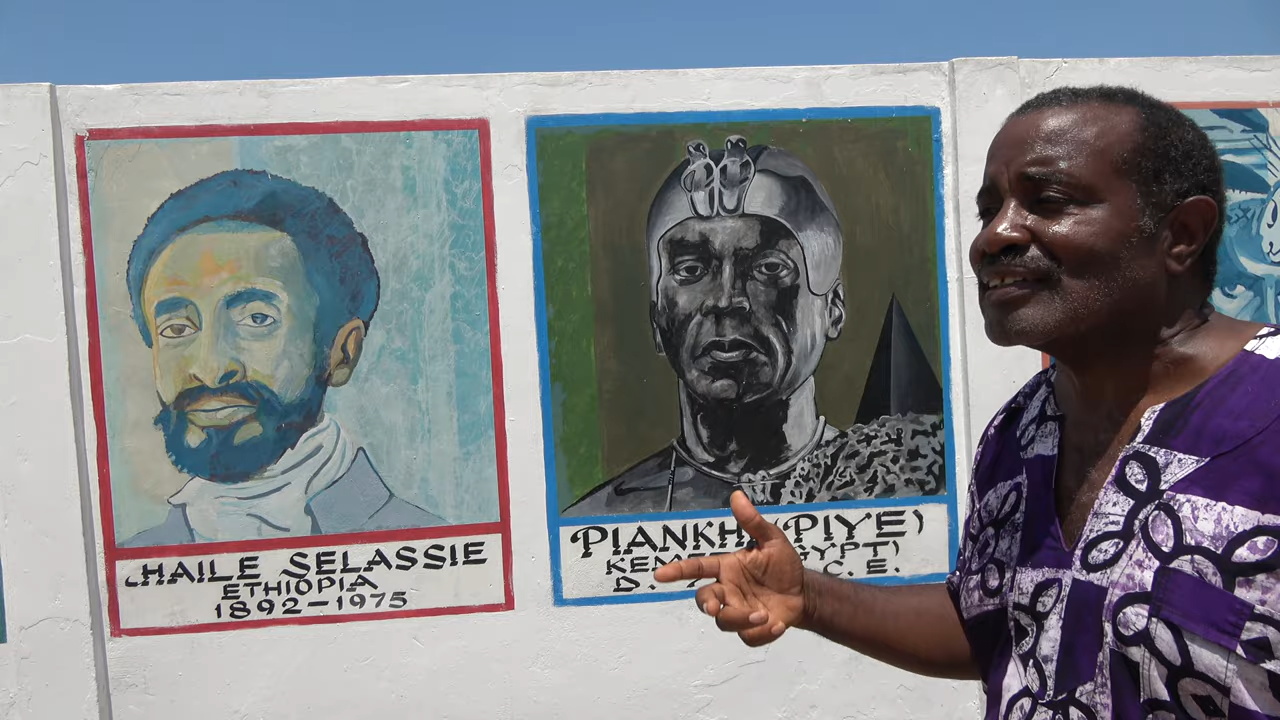 HAILE SELASSIE
ETHIOPIA
1892-1975
PIANKH (PIYE)
C. E.